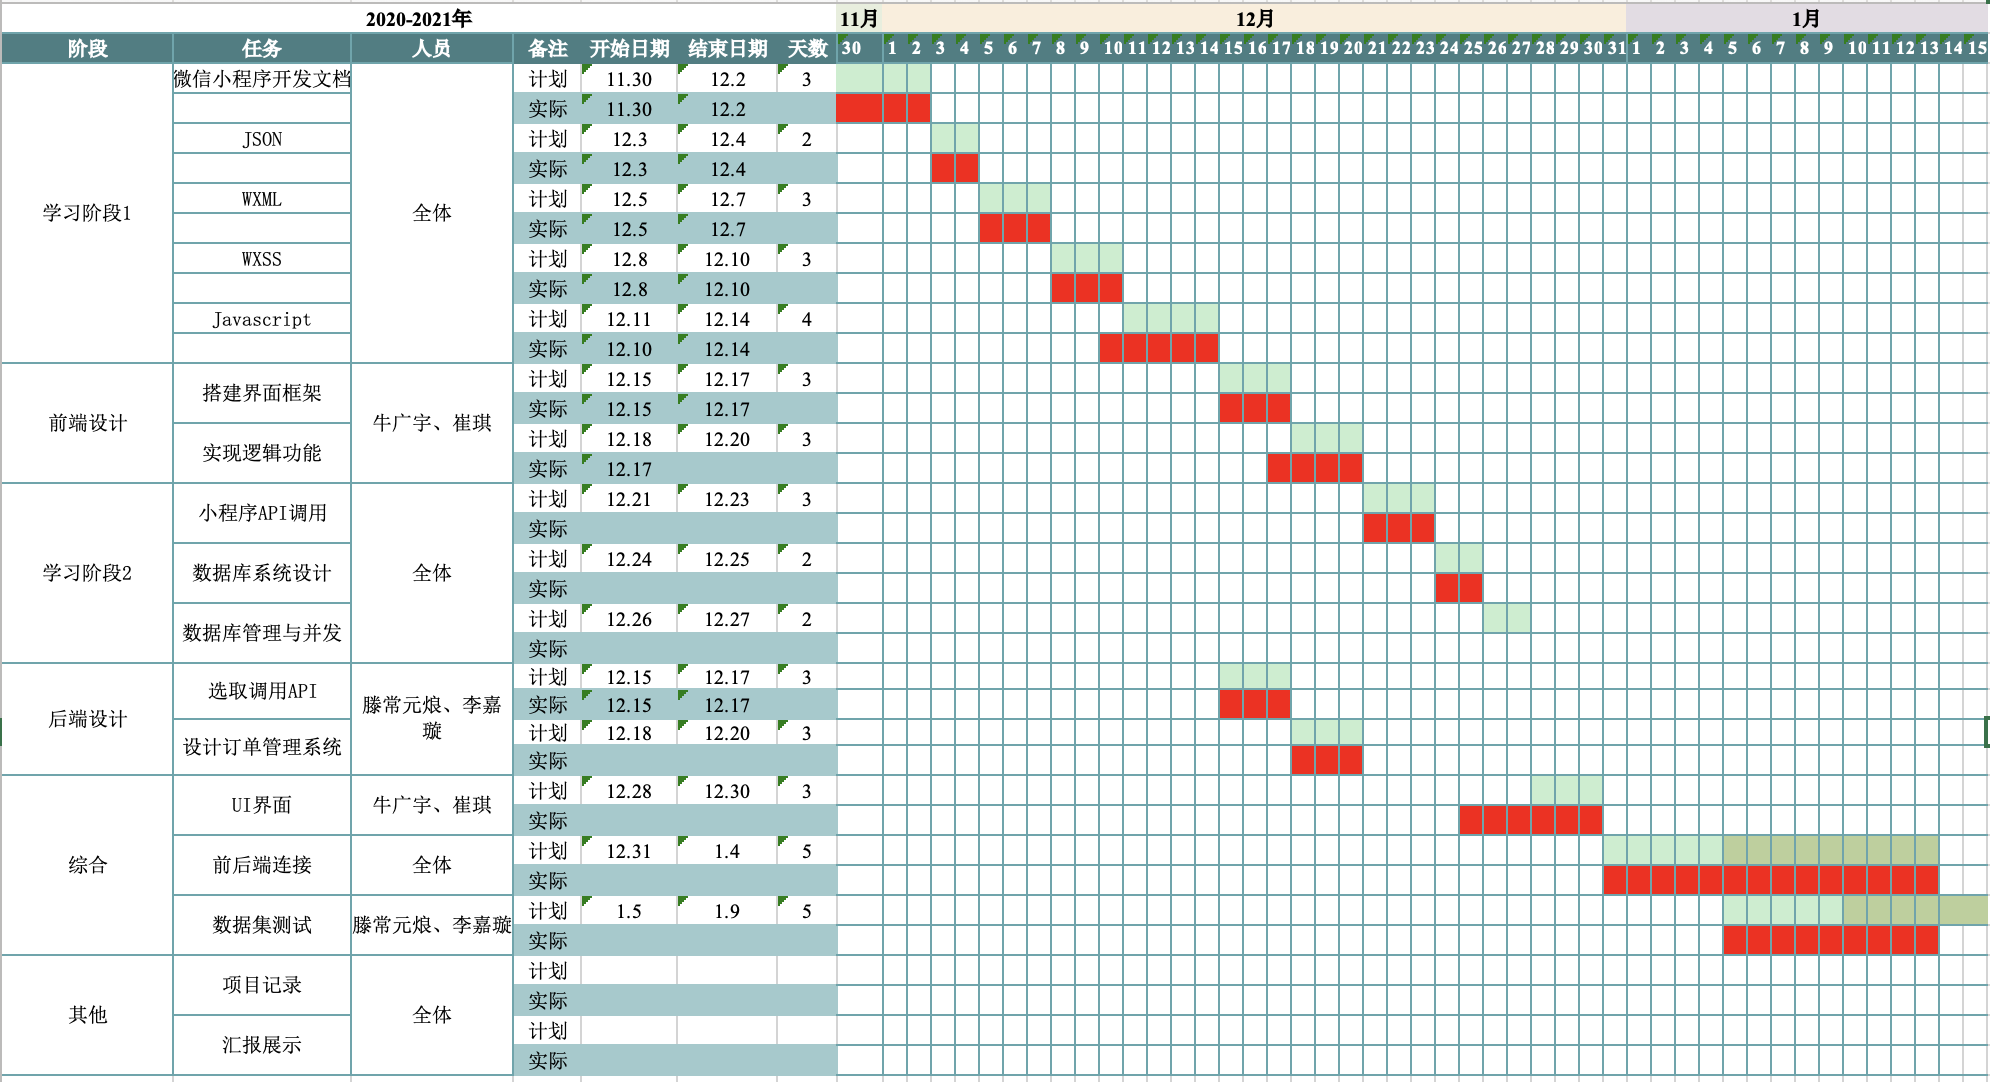 2020-2021年 11月 12月 1月
阶段 任务 人员 备注 开始日期 结束日期 天数 30 1 2 3 4 5 6 7 8 9 10 11 12 13 14 15 16 17 18 19 20 21 22 23 24 25 26 27 28 29 30 31 1 2 3 4 5 6 7 8 9 10 11 12 13 14 15
学习阶段1 微信小程序开发文档 全体 计划 11.30 12.2 3
实际 11.30 12.2
JSON 计划 12.3 12.4 2
实际 12.3 12.4
WXML 计划 12.5 12.7 3
实际 12.5 12.7
WXSS 计划 12.8 12.10 3
实际 12.8 12.10
Javascript 计划 12.11 12.14 4
实际 12.10 12.14
前端设计 搭建界面框架 牛广宇、崔琪 计划 12.15 12.17 3
实际 12.15 12.17
实现逻辑功能 计划 12.18 12.20 3
实际 12.17
学习阶段2 小程序API调用 全体 计划 12.21 12.23 3
实际
数据库系统设计 计划 12.24 12.25 2
实际
数据库管理与并发 计划 12.26 12.27 2
实际
后端设计 选取调用API 滕常元烺、李嘉
璇 计划 12.15 12.17 3
实际 12.15 12.17
设计订单管理系统 计划 12.18 12.20 3
实际
综合 UI界面 牛广宇、崔琪 计划 12.28 12.30 3
实际
前后端连接 全体 计划 12.31 1.4 5
实际
数据集测试 滕常元烺、李嘉璇 计划 1.5 1.9 5
实际
其他 项目记录 全体 计划
实际
汇报展示 计划
实际